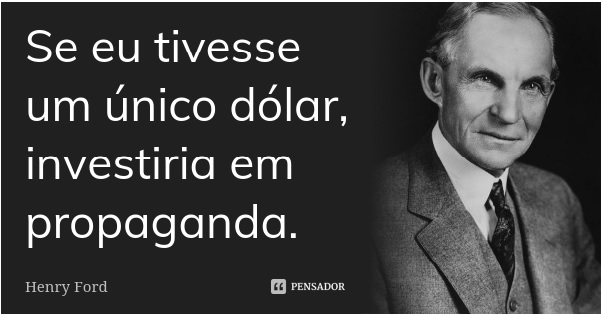 Se eu tivesse
um único dólar,
investiria em
propaganda.
Henry Ford
PENSADOR